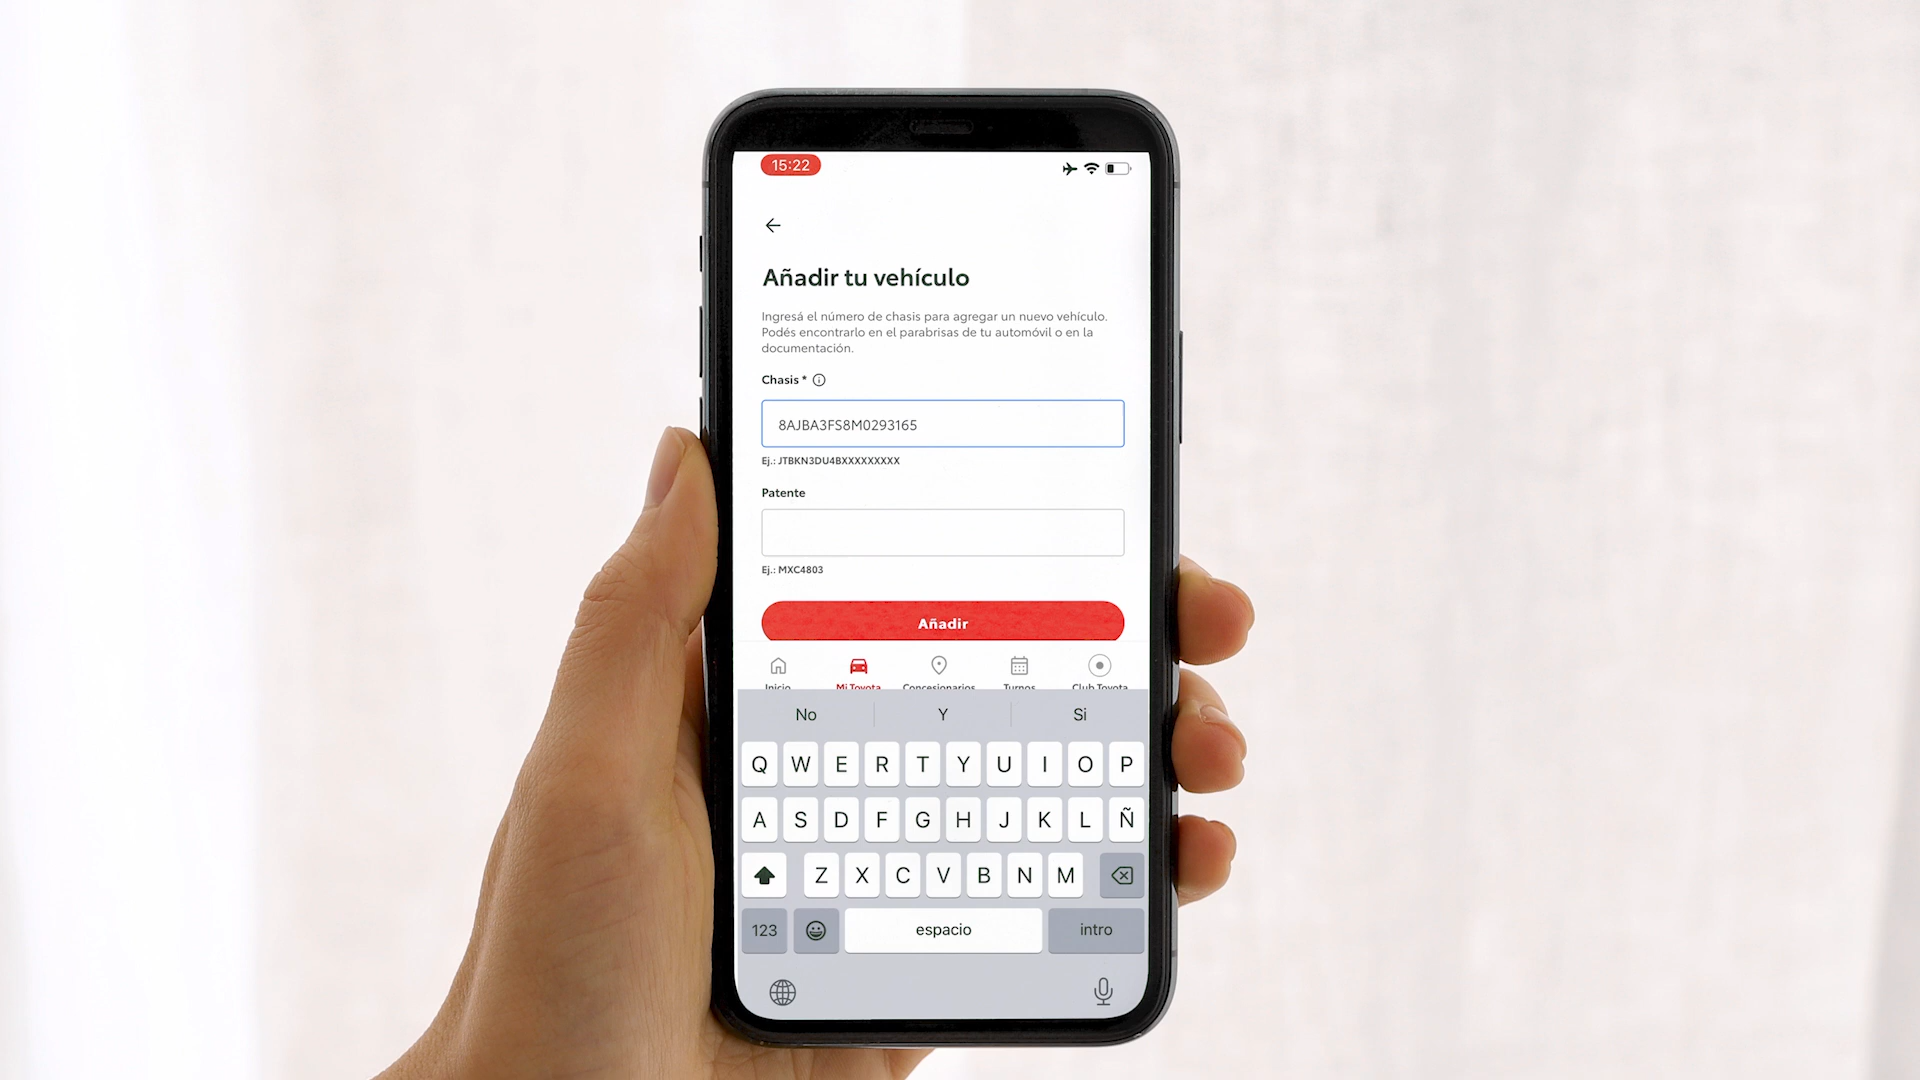 15:22
Añadir tu vehículo
Ingresá el número de chasis para agregar un nuevo vehículo.
Podés encontrarlo en el parabrisas de tu automóvil o en la
documentación.
Chasis *
8AJBA3FS8M0293165
Ej.: JTBKN3DU4BXXXXXXXXX
Patente
Ej.: MXC4803
Añadir
Inicio Mi Toyota Concesionarios Turnos Club Toyota
No Y Si
Q W E R T Y U I O P
A S D F G H J K L Ñ
Z X C V B N M
123 espacio intro